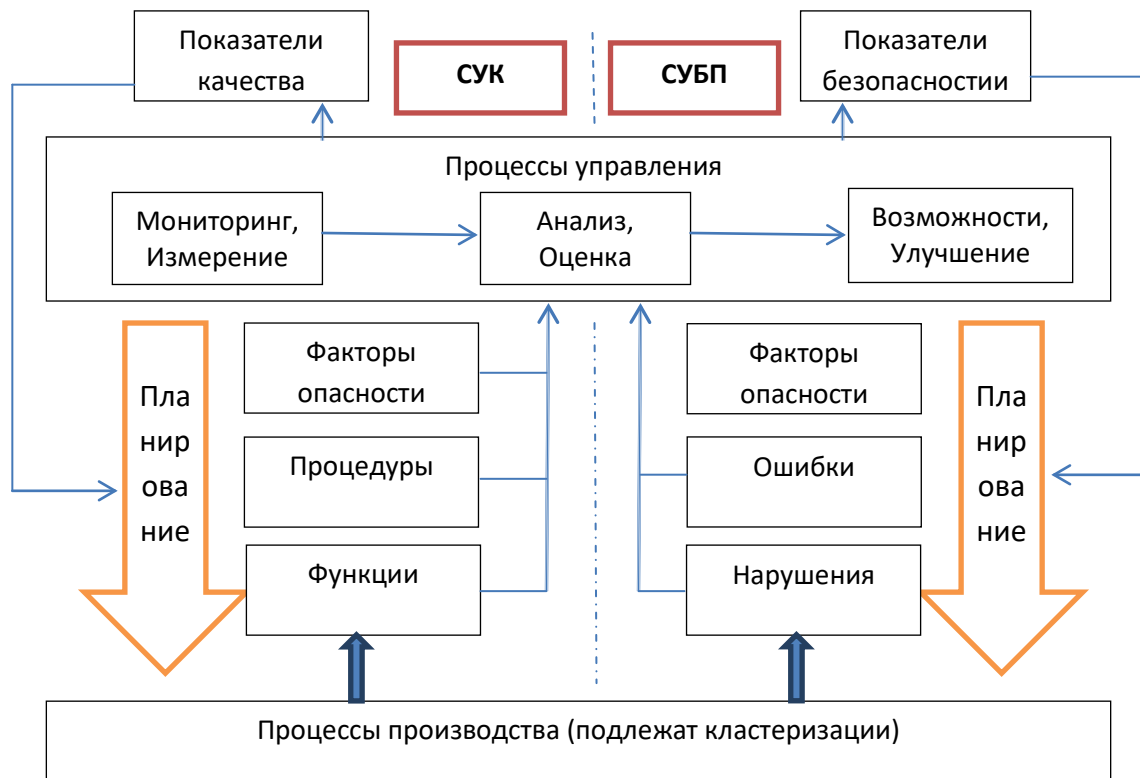 Показатели
качества
СУК
СУБП
Показатели
безопасностии
Процессы управления
Мониторинг,
Измерение
Анализ,
Оценка
Возможности,
Улучшение
Пла
нир
ова
ние
Факторы
опасности
Процедуры
Функции
Факторы
опасности
Ошибки
Нарушения
Пла
нир
ова
ние
Процессы производства (подлежат кластеризации)